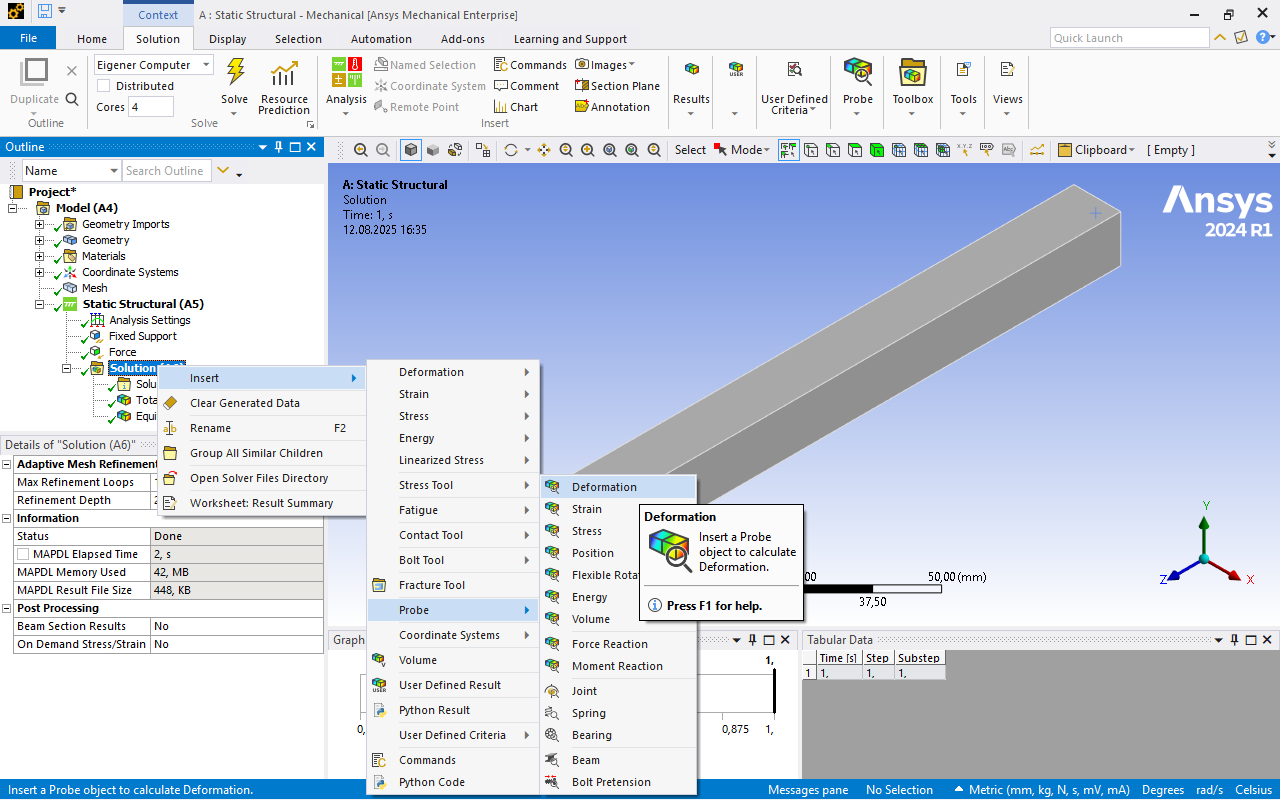 Context
A : Static Structural - Mechanical [Ansys Mechanical Enterprise]
File
Home
Solution
Display
Selection
Automation
Add-ons
Learning and Support
Quick Launch
Duplicate
Outline
Eigener Computer
Distributed
Cores 4
Solve
Resource
Prediction
Solve
Analysis
Named Selection
Coordinate System
Remote Point
Commands
Comment
Chart
Images
Section Plane
Annotation
Insert
Results
USER
User Defined
Criteria
Probe
Toolbox
Tools
Views
Outline
Name
Search Outline
Select
Mode
X,Y,Z
Clipboard
[ Empty ]
Project*
Model (A4)
Geometry Imports
Geometry
Materials
Coordinate Systems
Mesh
Static Structural (A5)
Analysis Settings
Fixed Support
Force
Solution
Solu
Tota
Equi
A: Static Structural
Solution
Time: 1, s
12.08.2025 16:35
Ansys
2024 R1
Details of "Solution (A6)"
Adaptive Mesh Refinement
Max Refinement Loops
Refinement Depth
Information
Status Done
MAPDL Elapsed Time 2, s
MAPDL Memory Used 42, MB
MAPDL Result File Size 448, KB
Post Processing
Beam Section Results No
On Demand Stress/Strain No
Insert
Clear Generated Data
Rename F2
Group All Similar Children
Open Solver Files Directory
Worksheet: Result Summary
Deformation
Strain
Stress
Energy
Linearized Stress
Stress Tool
Fatigue
Contact Tool
Bolt Tool
Fracture Tool
Probe
Coordinate Systems
Volume
User Defined Result
Python Result
User Defined Criteria
Commands
Python Code
Deformation
Strain
Stress
Position
Flexible Rota
Energy
Volume
Force Reaction
Moment Reaction
Joint
Spring
Bearing
Beam
Bolt Pretension
Deformation
Insert a Probe
object to calculate
Deformation.
Press F1 for help.
00
50,00 (mm)
37,50
Y
Z
X
Graph
1,
0,
0,875
1,
Tabular Data
Time [s] Step Substep
1 1, 1, 1,
Insert a Probe object to calculate Deformation.
Messages pane
No Selection
Metric (mm, kg, N, s, mV, mA)
Degrees
rad/s
Celsius